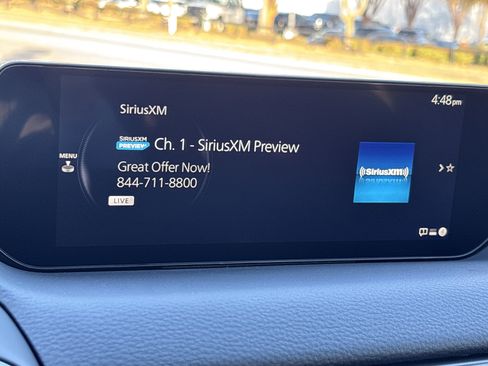 4:48pm
SiriusXM
SIRIUSXM
PREVIEW
Ch. 1 - SiriusXM Preview
MENU
Great Offer Now!
844-711-8800
LIVE
((SiriusXM))